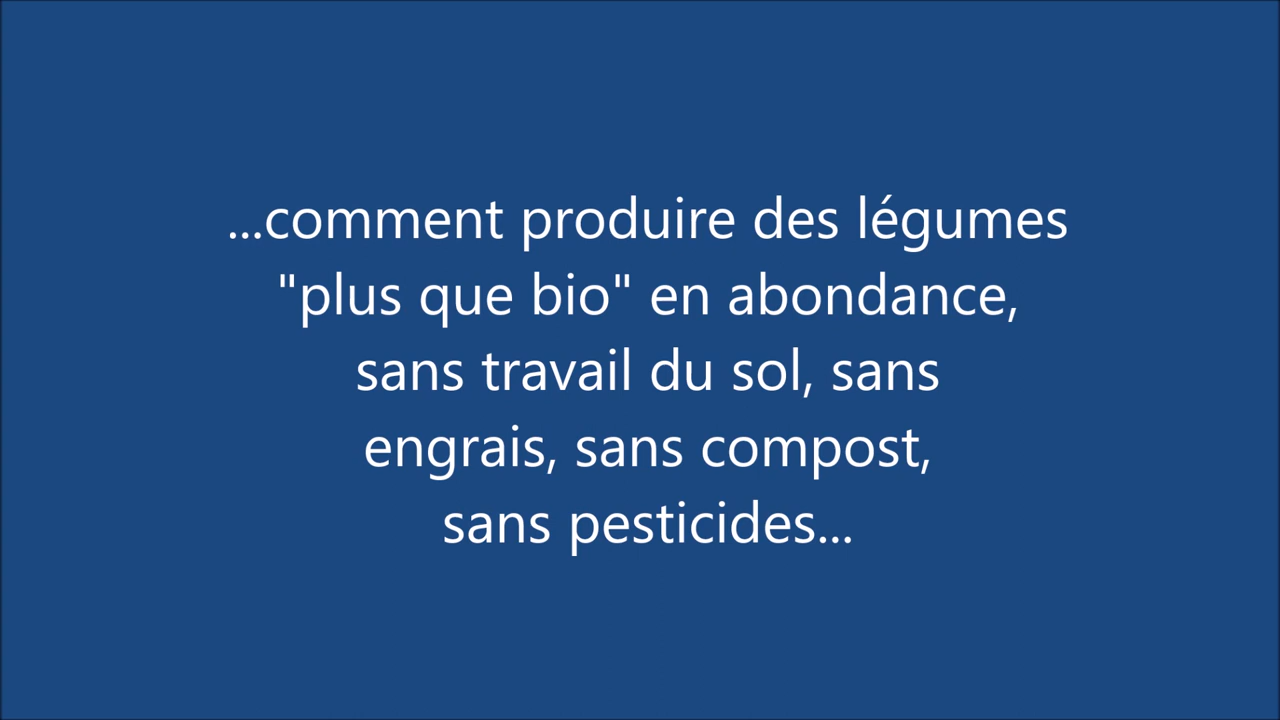 ...comment produire des légumes
"plus que bio" en abondance,
sans travail du sol, sans
engrais, sans compost,
sans pesticides...